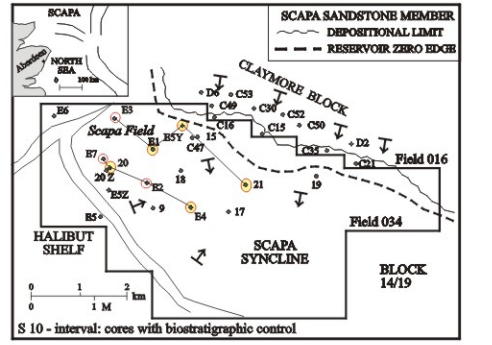 SCAPA
Aberdeen
NORTH
SEA
100 km
SCAPA SANDSTONE MEMBER
DEPOSITIONAL LIMIT
RESERVOIR ZERO EDGE
CLAYMORE BLOCK
D6 C53
C49 C30 C52
E6 E3 C16 C15 C50
Scapa Field E5Y 15 D2
E1 C47 C35 C21 Field 016
E7 20
20 Z 18 21 19
E5Z E2
E5 9 E4 17 Field 034
HALIBUT
SHELF
SCAPA
SYNCLINE
BLOCK
14/19
0 1 2
km
0 1 M
S 10 - interval: cores with biostratigraphic control